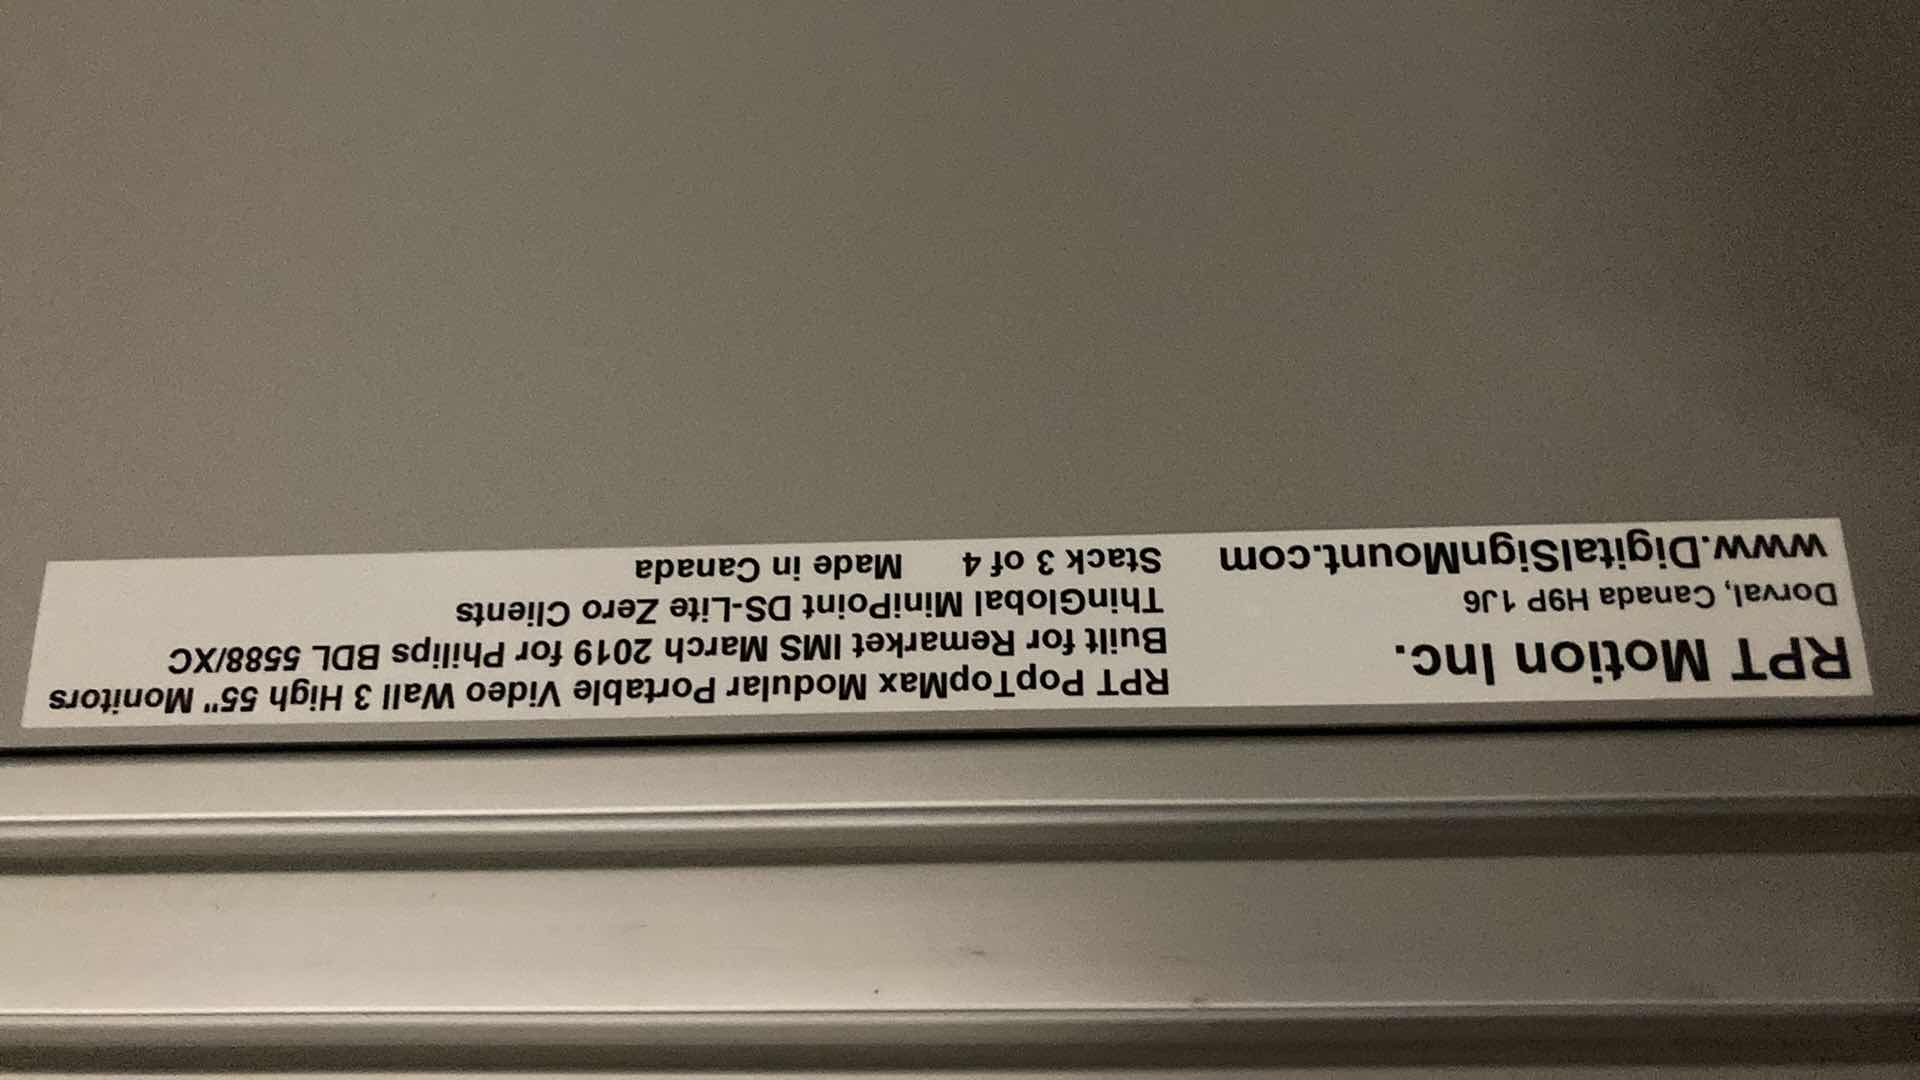 RPT Motion Inc.
Dorval, Canada H9P 1J6
www.DigitalSignMount.com
RPT PopTopMax Modular Portable Video Wall 3 High 55" Monitors
Built for Remarket IMS March 2019 for Philips BDL 5588/XC
ThinGlobal MiniPoint DS-Lite Zero Clients
Stack 3 of 4 Made in Canada